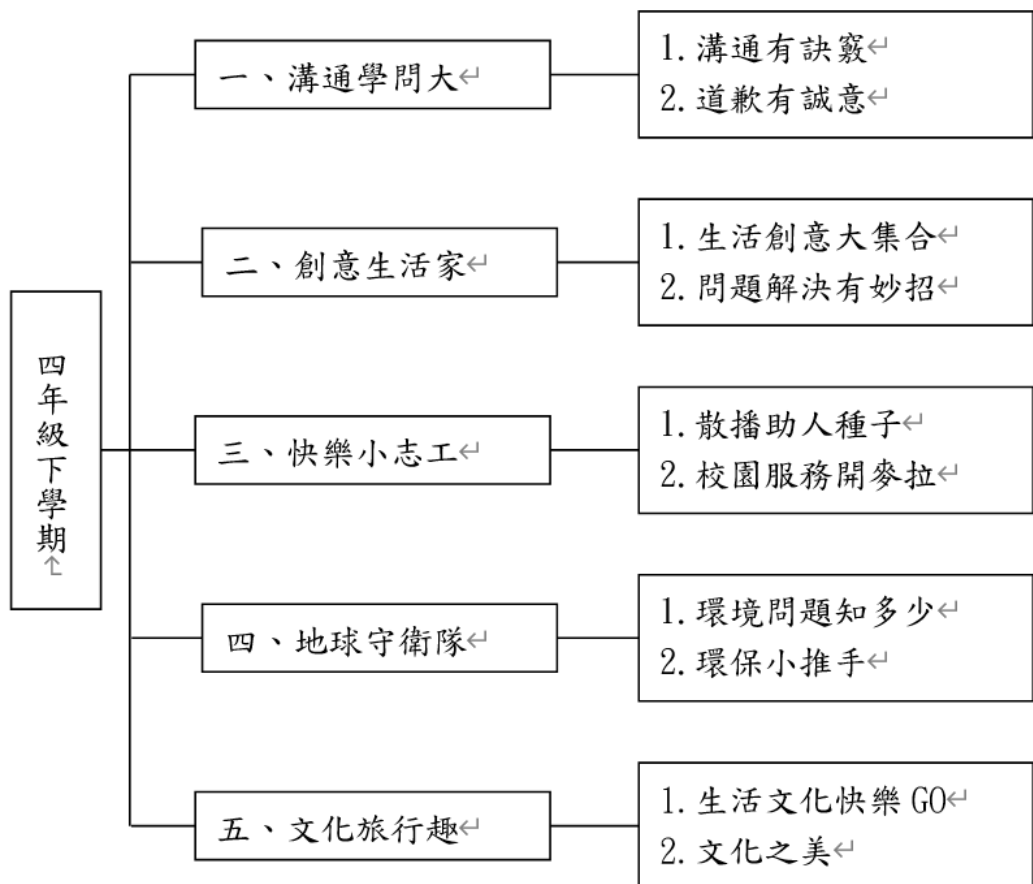 四年級下學期
一、溝通學問大
1. 溝通有訣竅
2. 道歉有誠意
二、創意生活家
1. 生活創意大集合
2. 問題解決有妙招
三、快樂小志工
1. 散播助人種子
2. 校園服務開麥拉
四、地球守衛隊
1. 環境問題知多少
2. 環保小推手
五、文化旅行趣
1. 生活文化快樂 GO
2. 文化之美